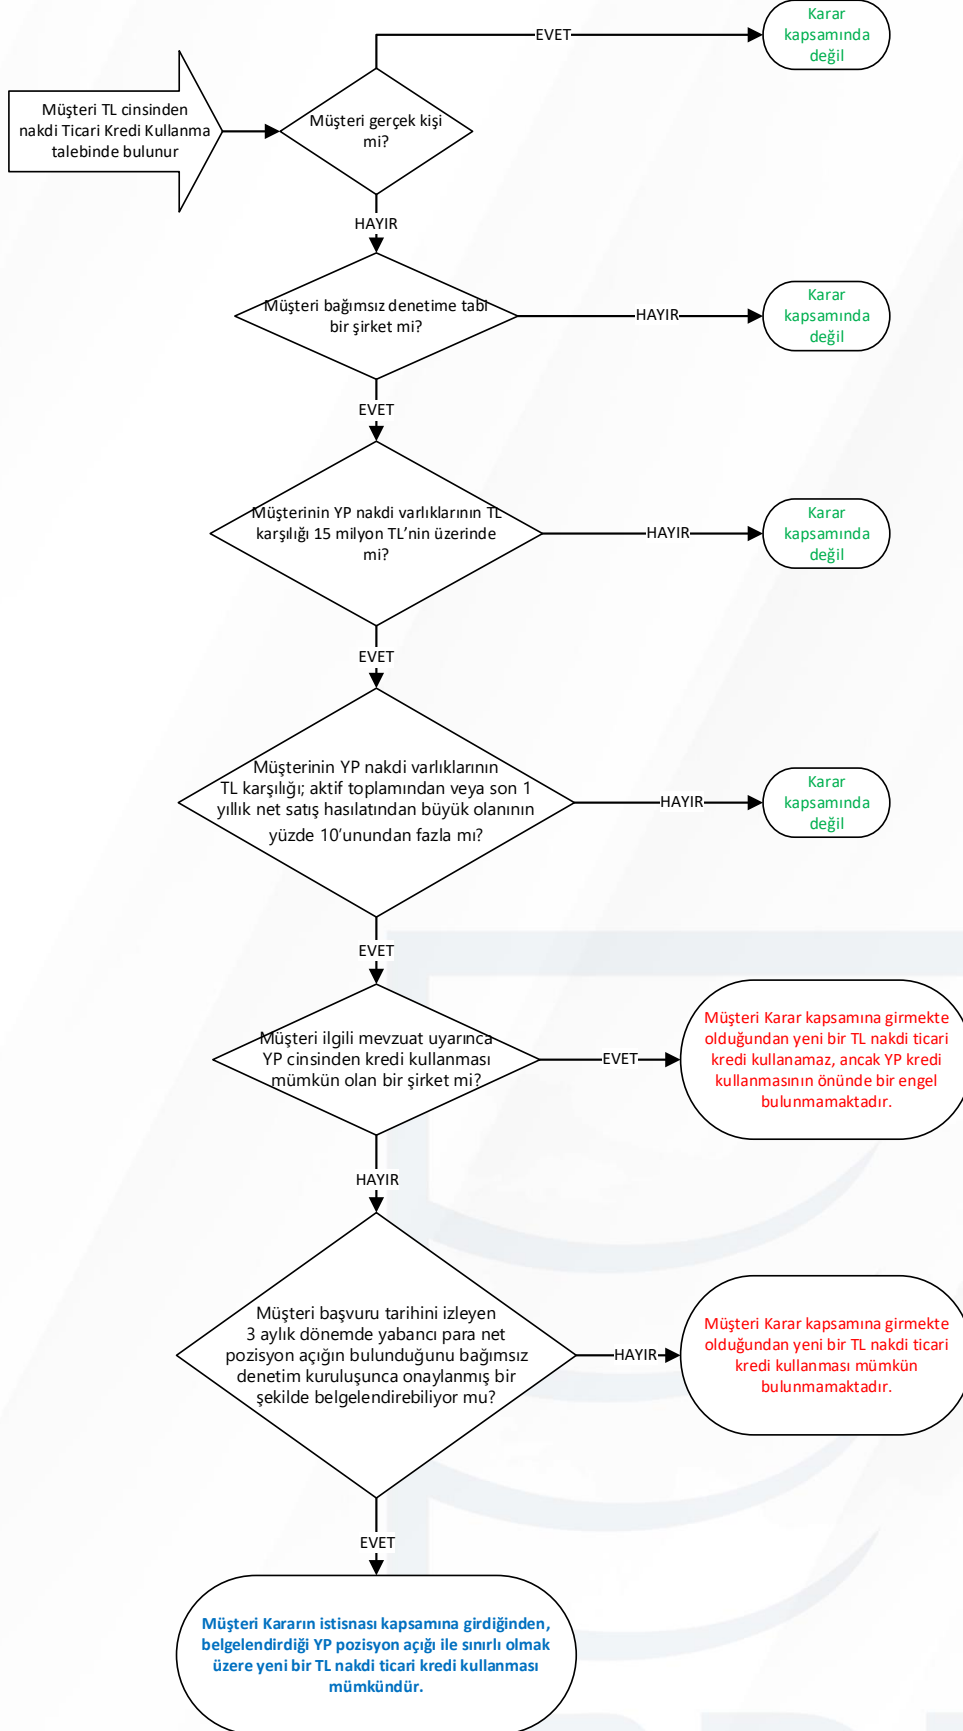 Karar
kapsamında
değil
EVET
Müşteri TL cinsinden
nakdi Ticari Kredi Kullanma
talebinde bulunur
Müşteri gerçek kişi
mi?
HAYIR
Müşteri bağımsız denetime tabi
bir şirket mi?
HAYIR
Karar
kapsamında
değil
EVET
Müşterinin YP nakdi varlıklarının TL
karşılığı 15 milyon TL’nin üzerinde
mi?
HAYIR
Karar
kapsamında
değil
EVET
Müşterinin YP nakdi varlıklarının
TL karşılığı; aktif toplamından veya son 1
yıllık net satış hasılatından büyük olanının
yüzde 10’unundan fazla mı?
HAYIR
Karar
kapsamında
değil
EVET
Müşteri ilgili mevzuat uyarınca
YP cinsinden kredi kullanması
mümkün olan bir şirket mi?
EVET
Müşteri Karar kapsamına girmekte
olduğundan yeni bir TL nakdi ticari
kredi kullanamaz, ancak YP kredi
kullanmasının önünde bir engel
bulunmamaktadır.
HAYIR
Müşteri başvuru tarihini izleyen
3 aylık dönemde yabancı para net
pozisyon açığın bulunduğunu bağımsız
denetim kuruluşunca onaylanmış bir
şekilde belgelendirebiliyor mu?
HAYIR
Müşteri Karar kapsamına girmekte
olduğundan yeni bir TL nakdi ticari
kredi kullanması mümkün
bulunmamaktadır.
EVET
Müşteri Kararın istisnası kapsamına girdiğinden,
belgelendirdiği YP pozisyon açığı ile sınırlı olmak
üzere yeni bir TL nakdi ticari kredi kullanması
mümkündür.